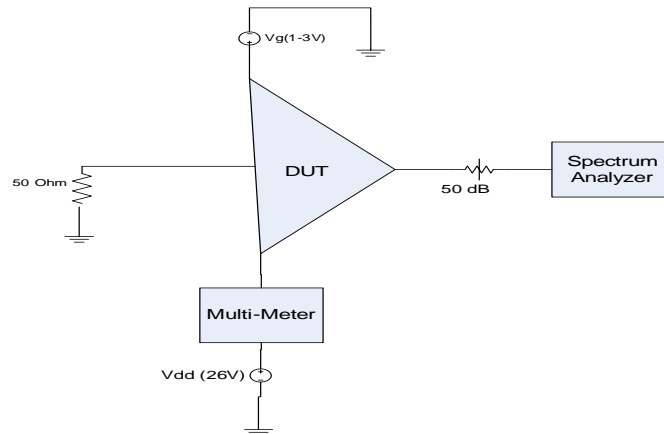 Vg(1-3V)
50 Ohm
DUT
50 dB
Spectrum
Analyzer
Multi-Meter
Vdd (26V)